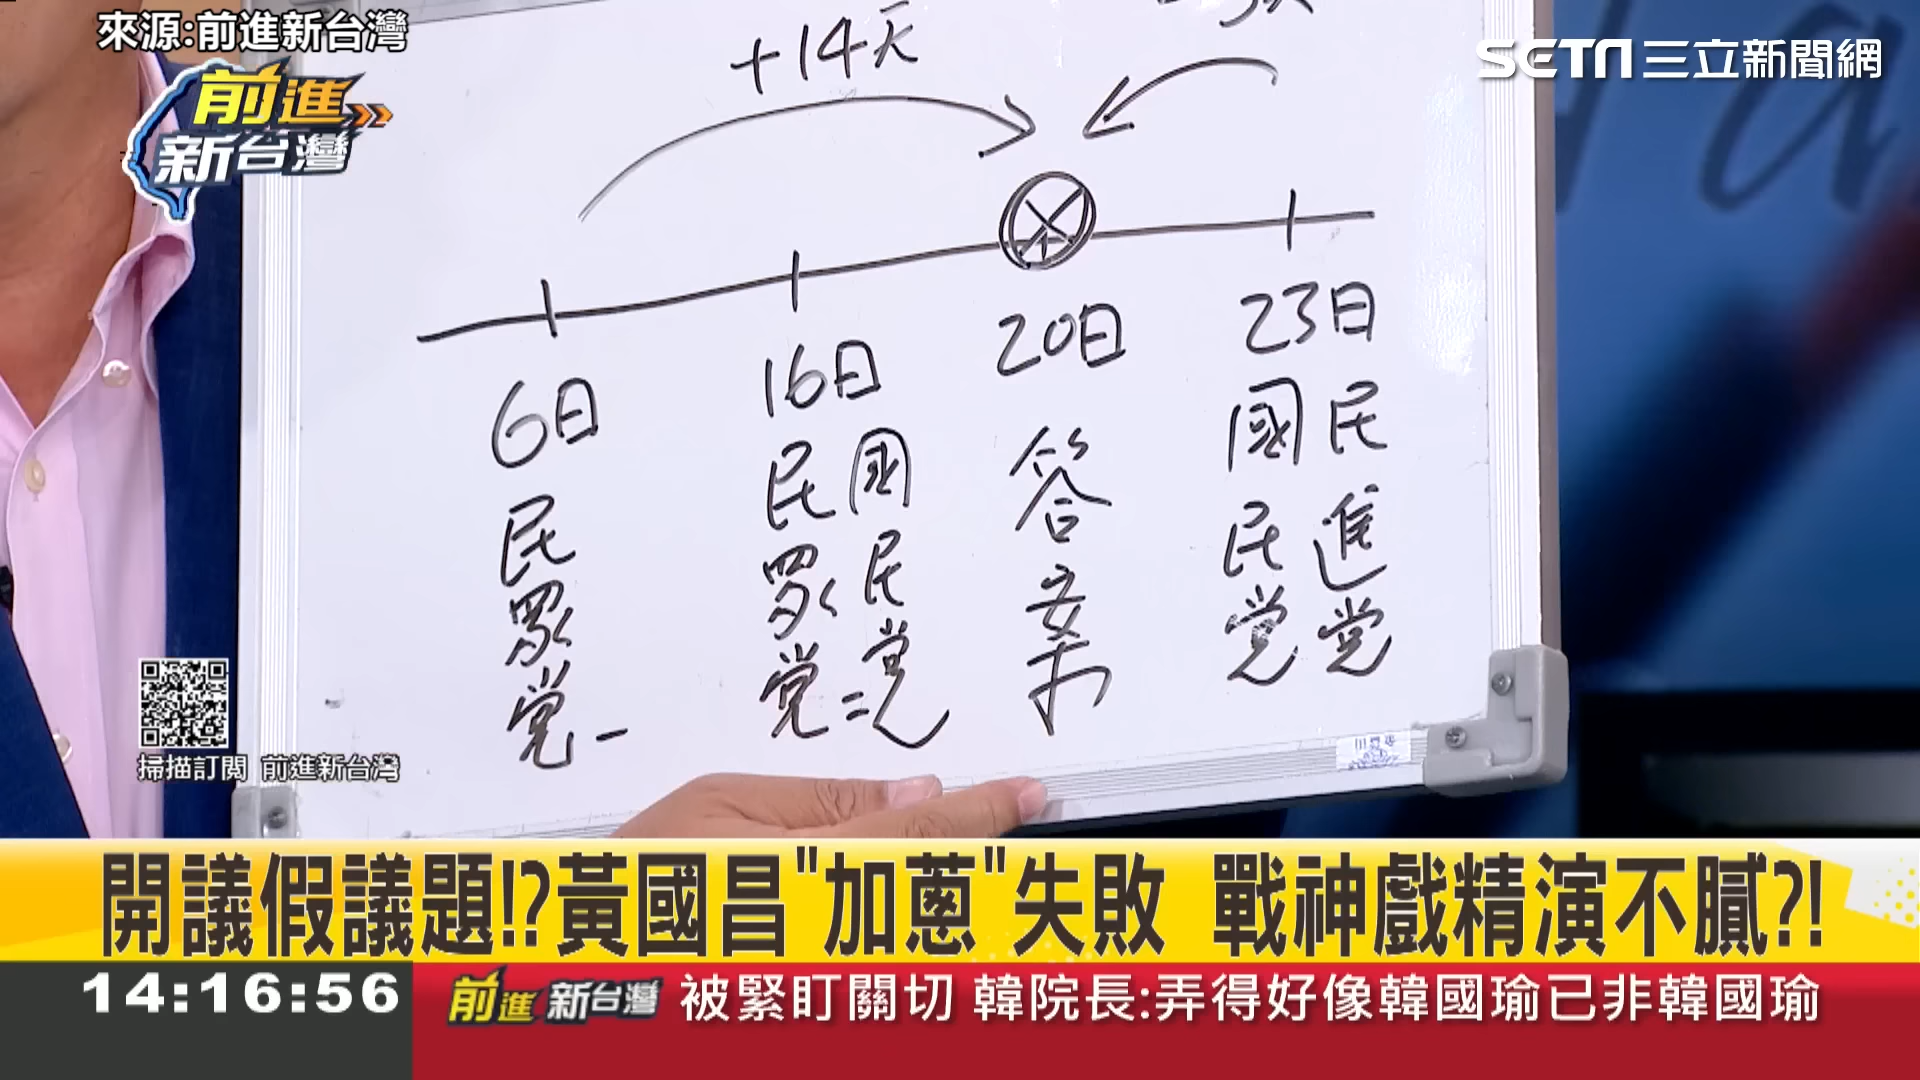 來源:前進新台灣
SETN三立新聞網
前進
新台灣
+14天
6日
民眾黨一
16日
民眾黨=
國民黨
20日
答案
23日
國民黨
民進党
掃描訂閱 前進新台灣
開議假議題!?黃國昌"加蔥"失敗 戰神戲精演不膩?!
14:16:56
前進新台灣
被緊盯關切 韓院長:弄得好像韓國瑜已非韓國瑜